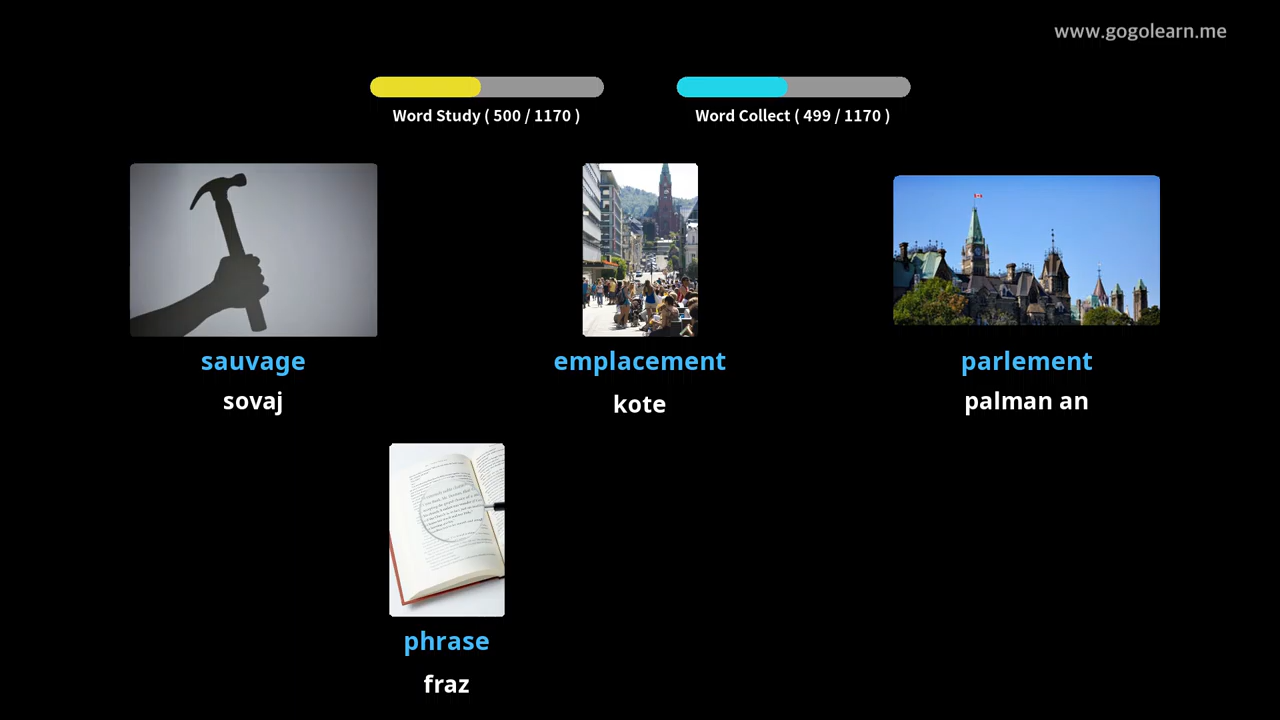 www.gogolearn.me
Word Study ( 500 / 1170 )
Word Collect ( 499 / 1170 )
sauvage
sovaj
emplacement
kote
parlement
palman an
phrase
fraz